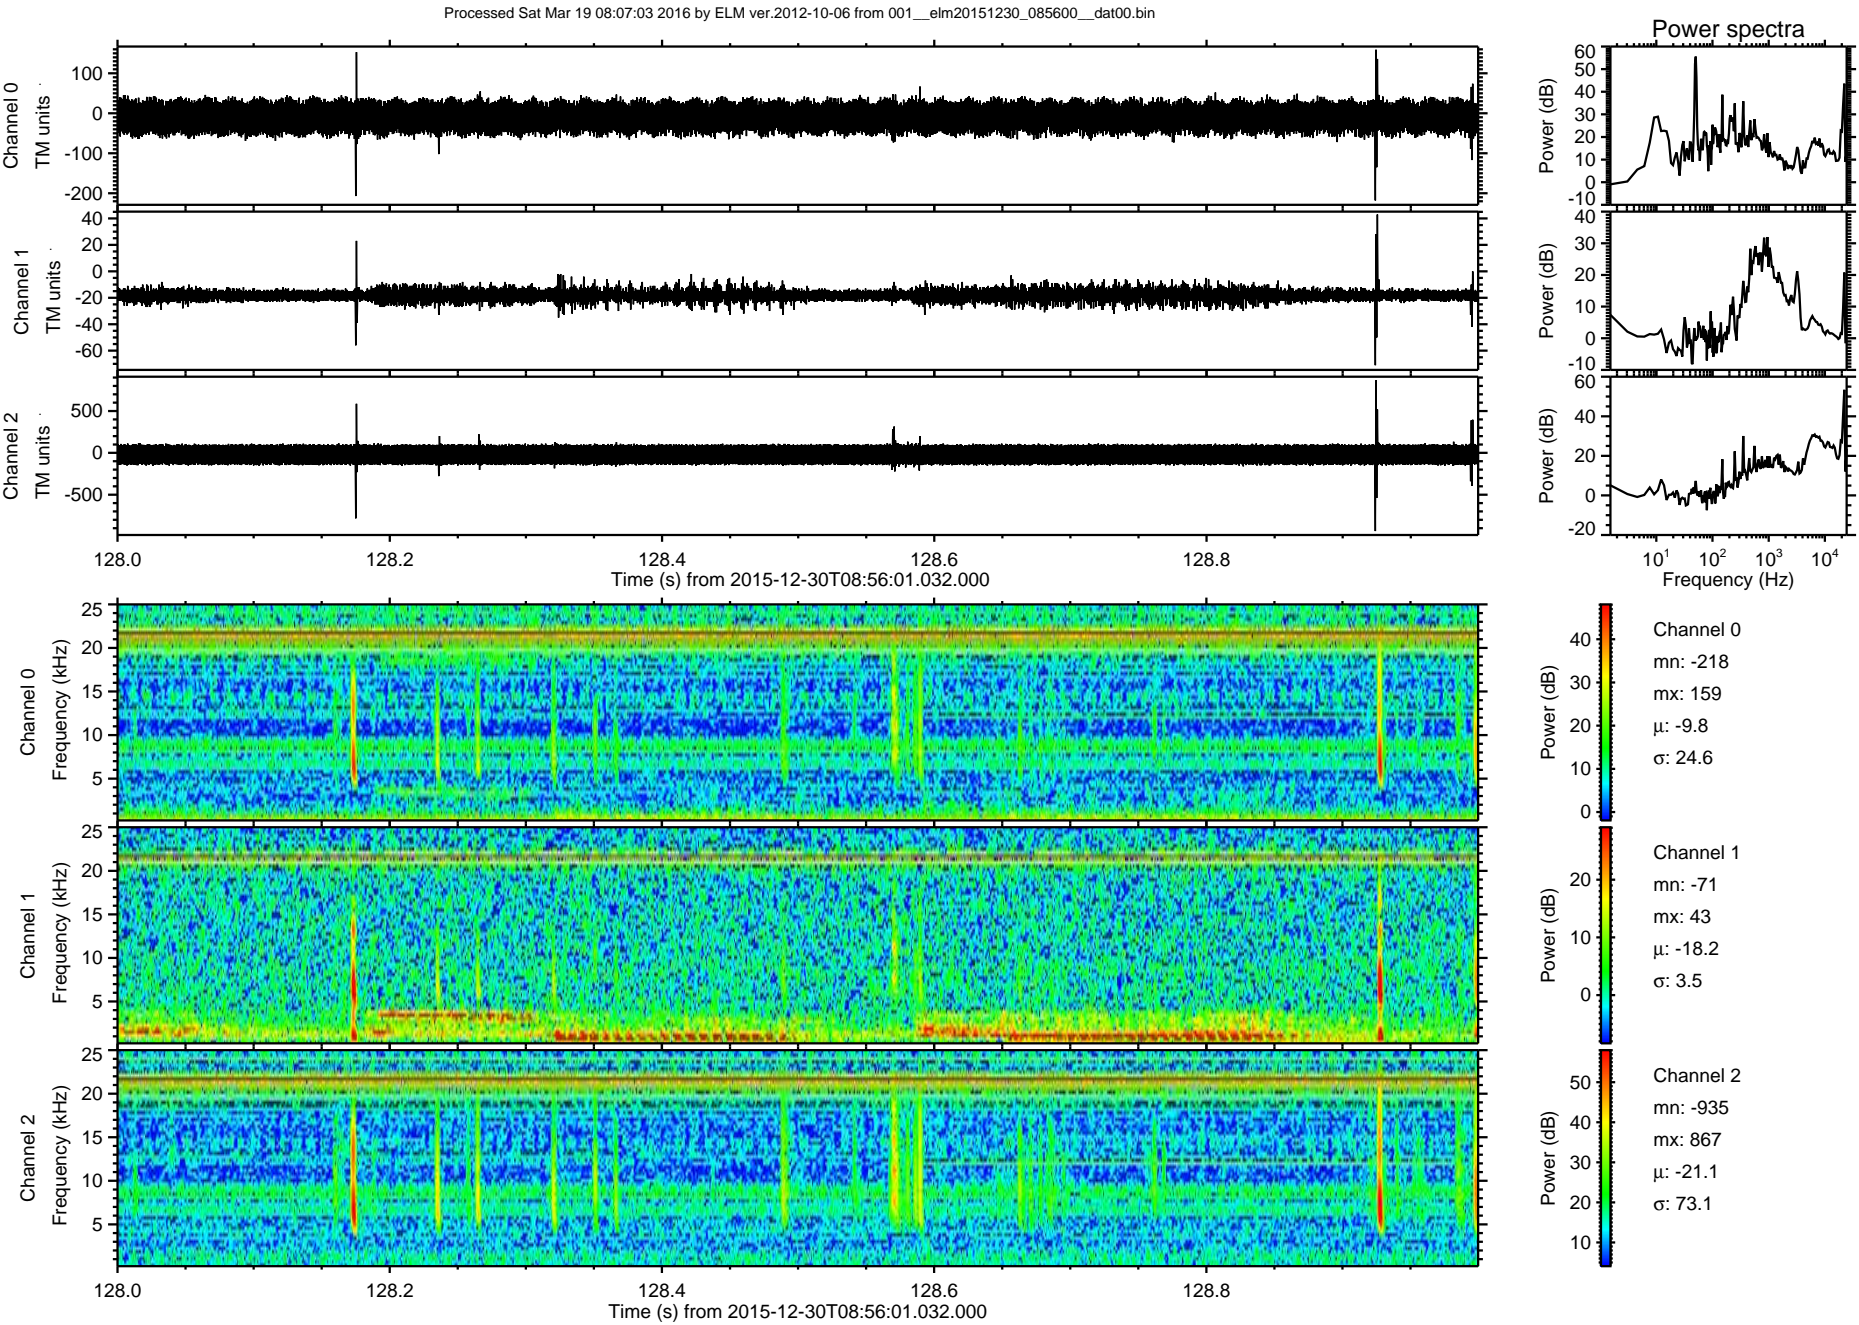 Processed Sat Mar 19 08:07:03 2016 by ELM ver.2012-10-06 from 001__elm20151230_085600__dat00.bin
Power spectra
Channel 0
TM units
100
0
-100
-200
Power (dB)
60
50
40
30
20
10
0
-10
Channel 1
TM units
40
20
0
-20
-40
-60
Power (dB)
40
30
20
10
0
-10
Channel 2
TM units
500
0
-500
Power (dB)
60
40
20
0
-20
128.0 128.2 128.4 128.6 128.8
Time (s) from 2015-12-30T08:56:01.032.000
10¹ 10² 10³ 10⁴
Frequency (Hz)
Channel 0
Frequency (kHz)
25
20
15
10
5
Power (dB)
40
30
20
10
0
Channel 0
mn: -218
mx: 159
μ: -9.8
σ: 24.6
Channel 1
Frequency (kHz)
25
20
15
10
5
Power (dB)
20
10
0
Channel 1
mn: -71
mx: 43
μ: -18.2
σ: 3.5
Channel 2
Frequency (kHz)
25
20
15
10
5
Power (dB)
50
40
30
20
10
Channel 2
mn: -935
mx: 867
μ: -21.1
σ: 73.1
128.0 128.2 128.4 128.6 128.8
Time (s) from 2015-12-30T08:56:01.032.000